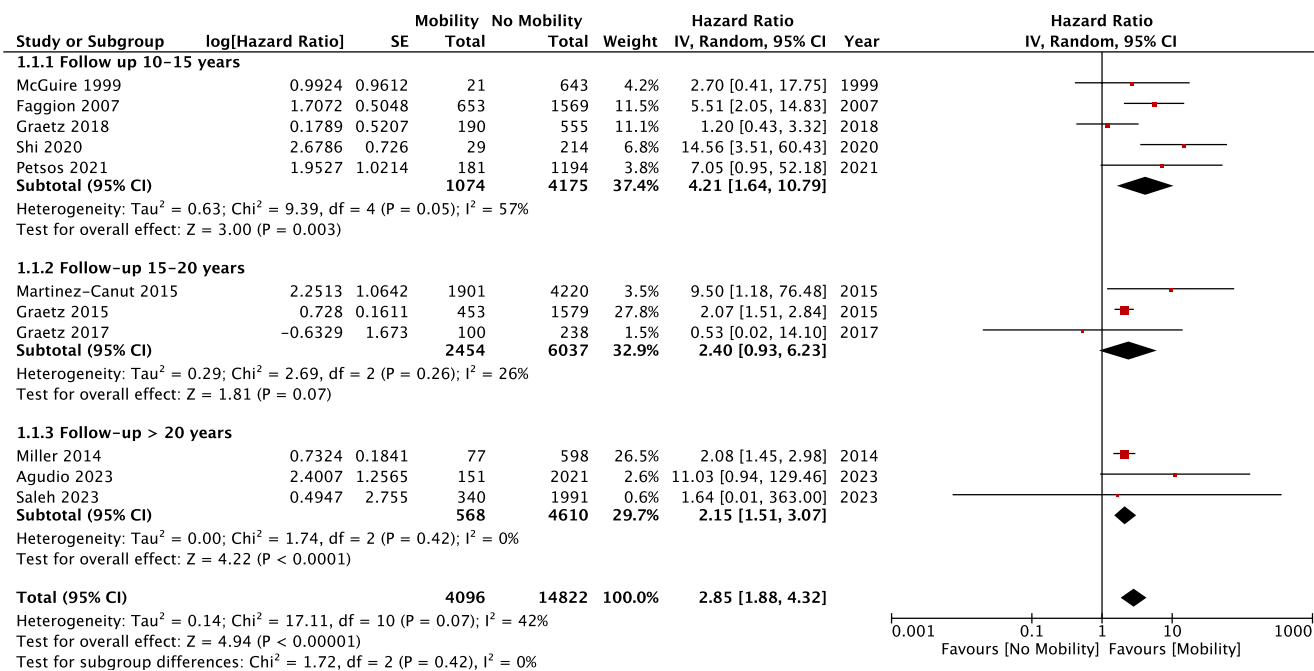 Mobility No Mobility Hazard Ratio Hazard Ratio
Study or Subgroup log[Hazard Ratio] SE Total Total Weight IV, Random, 95% CI Year IV, Random, 95% CI
1.1.1 Follow up 10–15 years
McGuire 1999 0.9924 0.9612 21 643 4.2% 2.70 [0.41, 17.75] 1999
Faggion 2007 1.7072 0.5048 653 1569 11.5% 5.51 [2.05, 14.83] 2007
Graetz 2018 0.1789 0.5207 190 555 11.1% 1.20 [0.43, 3.32] 2018
Shi 2020 2.6786 0.726 29 214 6.8% 14.56 [3.51, 60.43] 2020
Petsos 2021 1.9527 1.0214 181 1194 3.8% 7.05 [0.95, 52.18] 2021
Subtotal (95% CI) 1074 4175 37.4% 4.21 [1.64, 10.79]
Heterogeneity: Tau² = 0.63; Chi² = 9.39, df = 4 (P = 0.05); I² = 57%
Test for overall effect: Z = 3.00 (P = 0.003)
1.1.2 Follow–up 15–20 years
Martinez–Canut 2015 2.2513 1.0642 1901 4220 3.5% 9.50 [1.18, 76.48] 2015
Graetz 2015 0.728 0.1611 453 1579 27.8% 2.07 [1.51, 2.84] 2015
Graetz 2017 –0.6329 1.673 100 238 1.5% 0.53 [0.02, 14.10] 2017
Subtotal (95% CI) 2454 6037 32.9% 2.40 [0.93, 6.23]
Heterogeneity: Tau² = 0.29; Chi² = 2.69, df = 2 (P = 0.26); I² = 26%
Test for overall effect: Z = 1.81 (P = 0.07)
1.1.3 Follow–up > 20 years
Miller 2014 0.7324 0.1841 77 598 26.5% 2.08 [1.45, 2.98] 2014
Agudio 2023 2.4007 1.2565 151 2021 2.6% 11.03 [0.94, 129.46] 2023
Saleh 2023 0.4947 2.755 340 1991 0.6% 1.64 [0.01, 363.00] 2023
Subtotal (95% CI) 568 4610 29.7% 2.15 [1.51, 3.07]
Heterogeneity: Tau² = 0.00; Chi² = 1.74, df = 2 (P = 0.42); I² = 0%
Test for overall effect: Z = 4.22 (P < 0.0001)
Total (95% CI) 4096 14822 100.0% 2.85 [1.88, 4.32]
Heterogeneity: Tau² = 0.14; Chi² = 17.11, df = 10 (P = 0.07); I² = 42%
Test for overall effect: Z = 4.94 (P < 0.00001)
Test for subgroup differences: Chi² = 1.72, df = 2 (P = 0.42), I² = 0%
0.001 0.1 1 10 1000
Favours [No Mobility] Favours [Mobility]